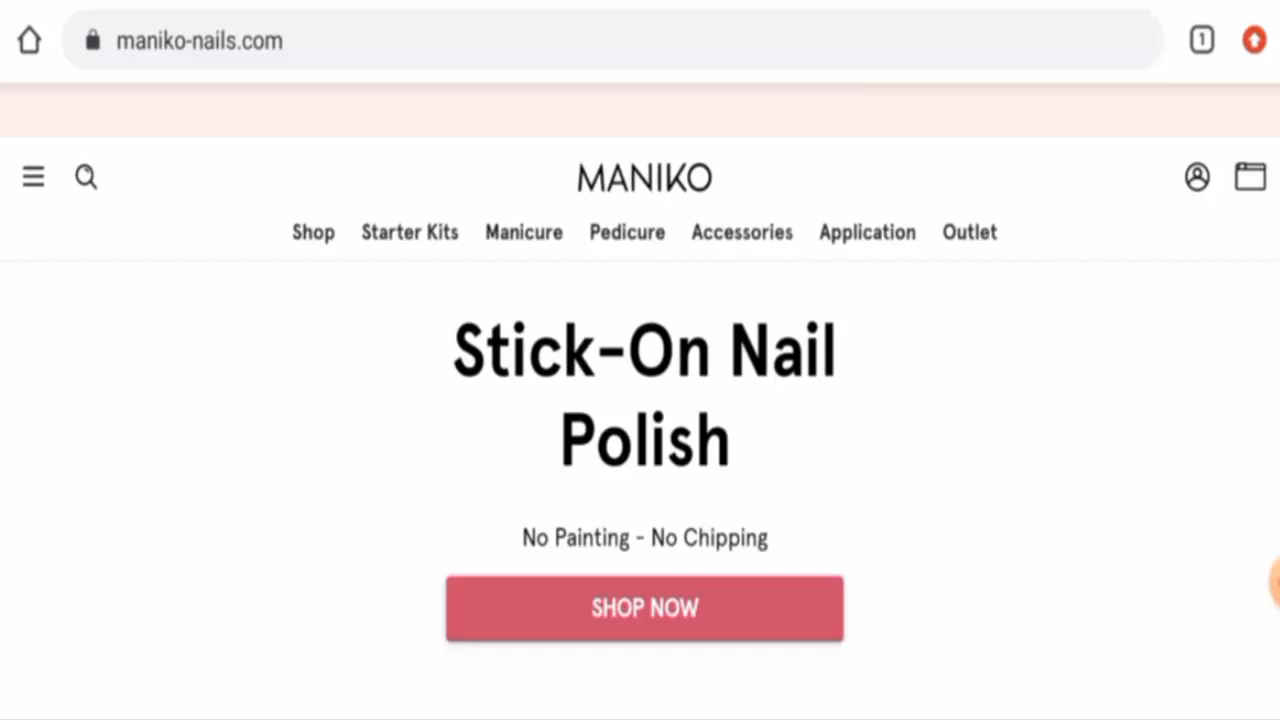 maniko-nails.com
1
MANIKO
Shop Starter Kits Manicure Pedicure Accessories Application Outlet
Stick-On Nail
Polish
No Painting - No Chipping
SHOP NOW